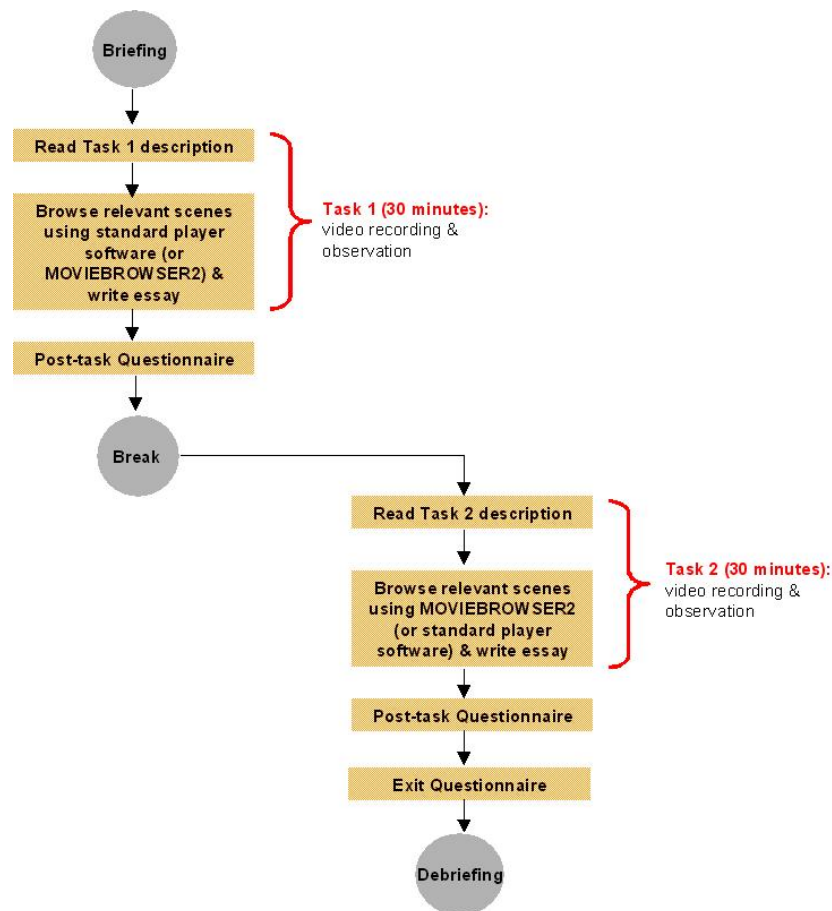 Briefing
Read Task 1 description
Browse relevant scenes
using standard player
software (or
MOVIEBROWSER2) &
write essay
Task 1 (30 minutes):
video recording &
observation
Post-task Questionnaire
Break
Read Task 2 description
Browse relevant scenes
using MOVIEBROWSER2
(or standard player
software) & write essay
Task 2 (30 minutes):
video recording &
observation
Post-task Questionnaire
Exit Questionnaire
Debriefing